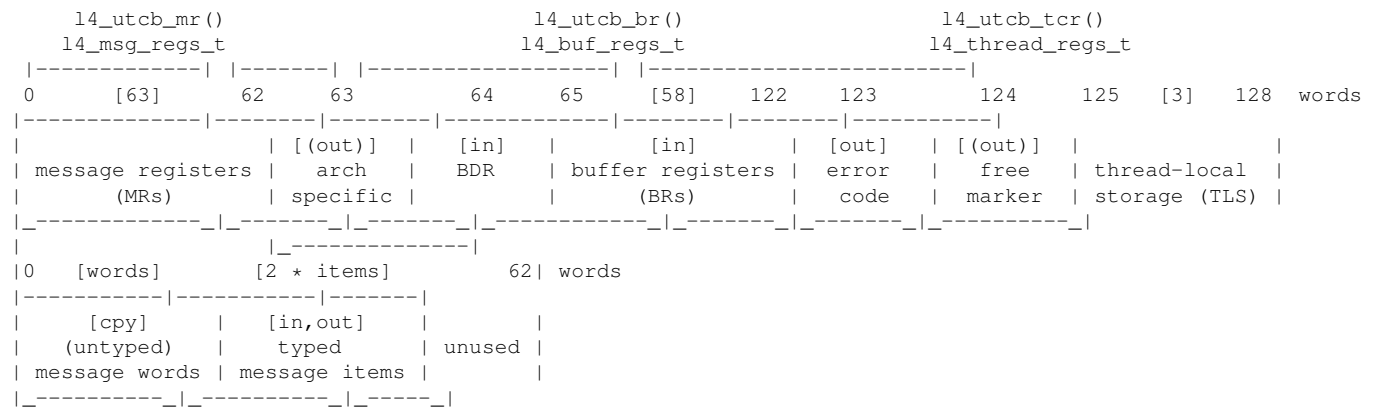 l4_utcb_mr()                        l4_utcb_br()                              l4_utcb_tcr()
    l4_msg_regs_t                       l4_buf_regs_t                             l4_thread_regs_t
 |-------------| |-------| |-------------------| |-------------------------|
 0       [63]       62      63           64      65      [58]      122     123          124      125   [3]   128  words
|--------------|--------|--------|-------------|--------|--------|-----------|
|                   | [(out)]  |   [in]     |        [in]        |   [out]   | [(out)]  |                |
| message registers |   arch   |   BDR      |  buffer registers  |   error   |   free   |  thread-local  |
|       (MRs)       | specific |            |        (BRs)       |   code    |  marker  |  storage (TLS) |
|_-------------_|_-------_|_-------_|_-------------_|_-------_|_-------_|_----------_|
|                   |_--------------|
|0   [words]        [2 * items]         62| words
|-----------|-----------|-------|
|     [cpy]     |   [in,out]    |        |
|   (untyped)   |    typed      | unused |
| message words | message items |        |
|_----------_|_----------_|_-----_|